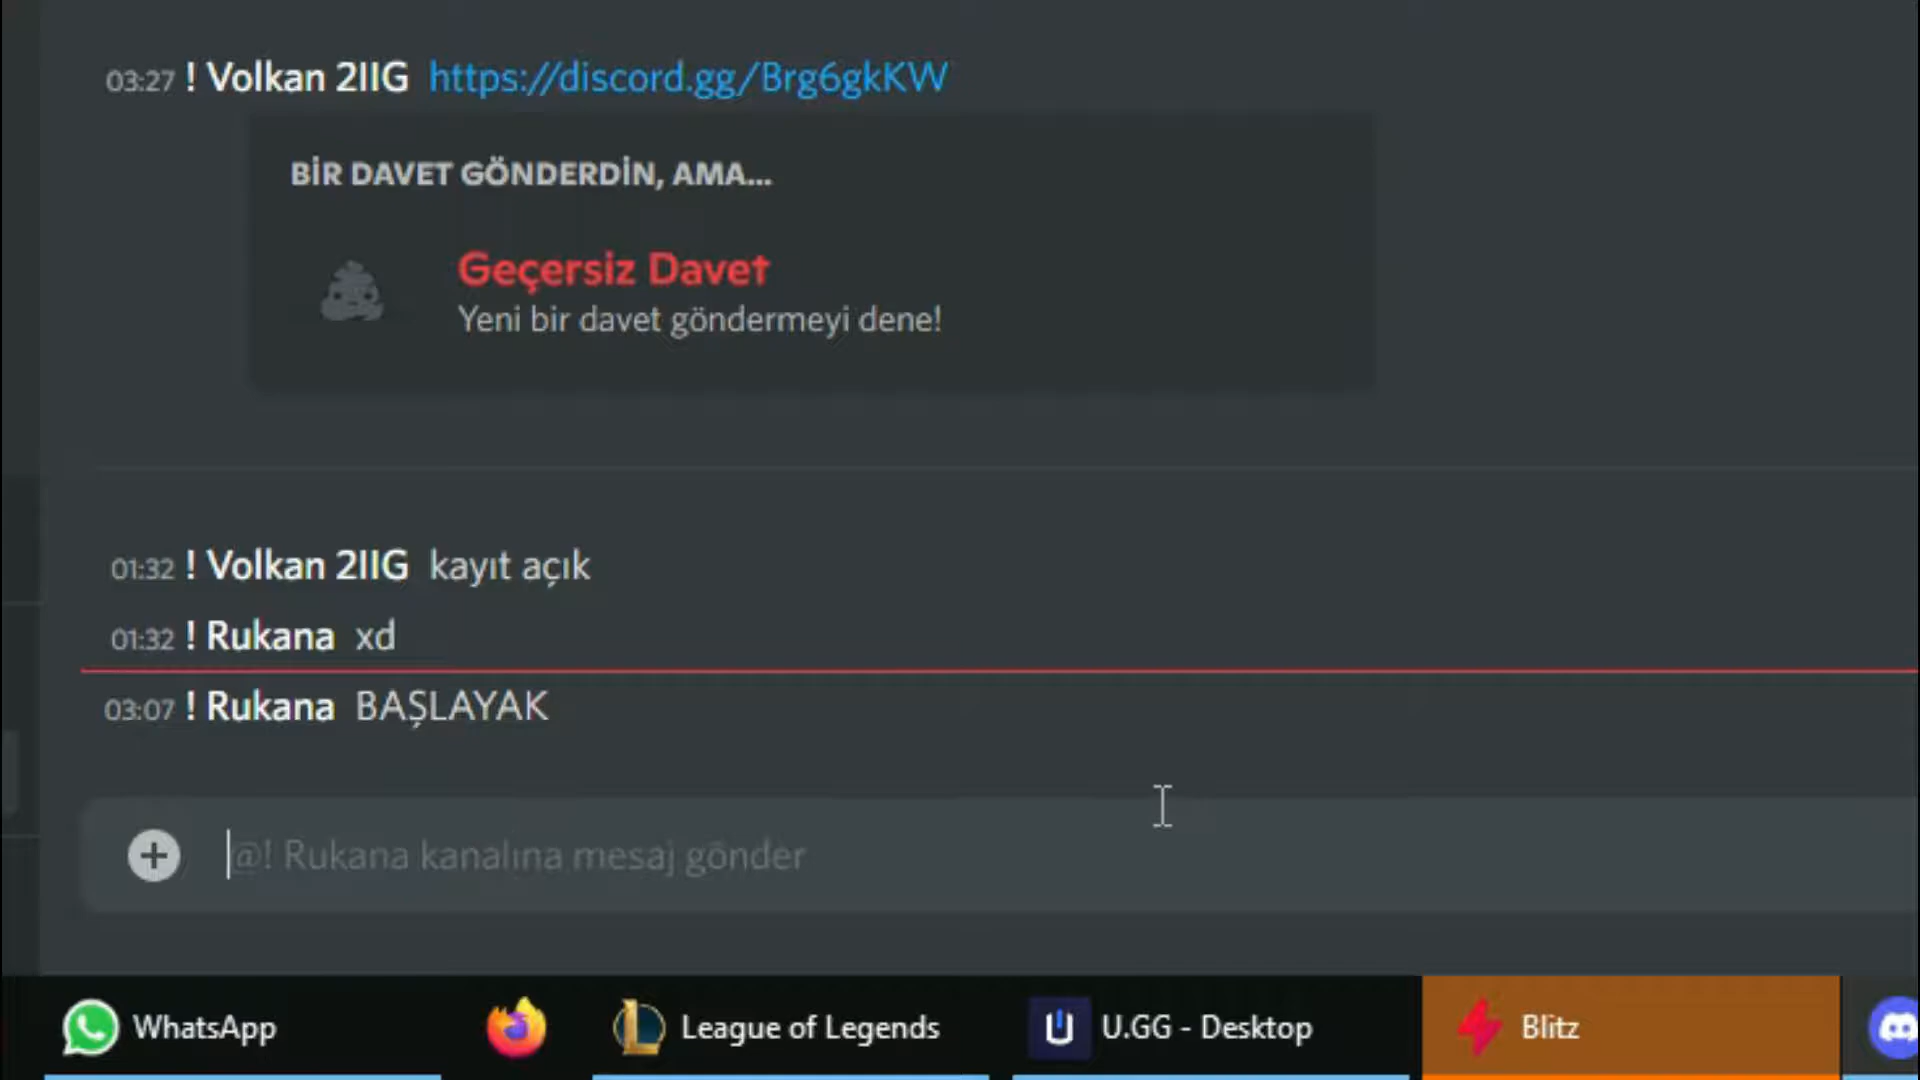 03:27 ! Volkan 2IIG https://discord.gg/Brg6gkKW
BİR DAVET GÖNDERDİN, AMA...
Geçersiz Davet
Yeni bir davet göndermeyi dene!
01:32 ! Volkan 2IIG kayıt açık
01:32 ! Rukana xd
03:07 ! Rukana BAŞLAYAK
@! Rukana kanalına mesaj gönder
WhatsApp League of Legends U.GG - Desktop Blitz